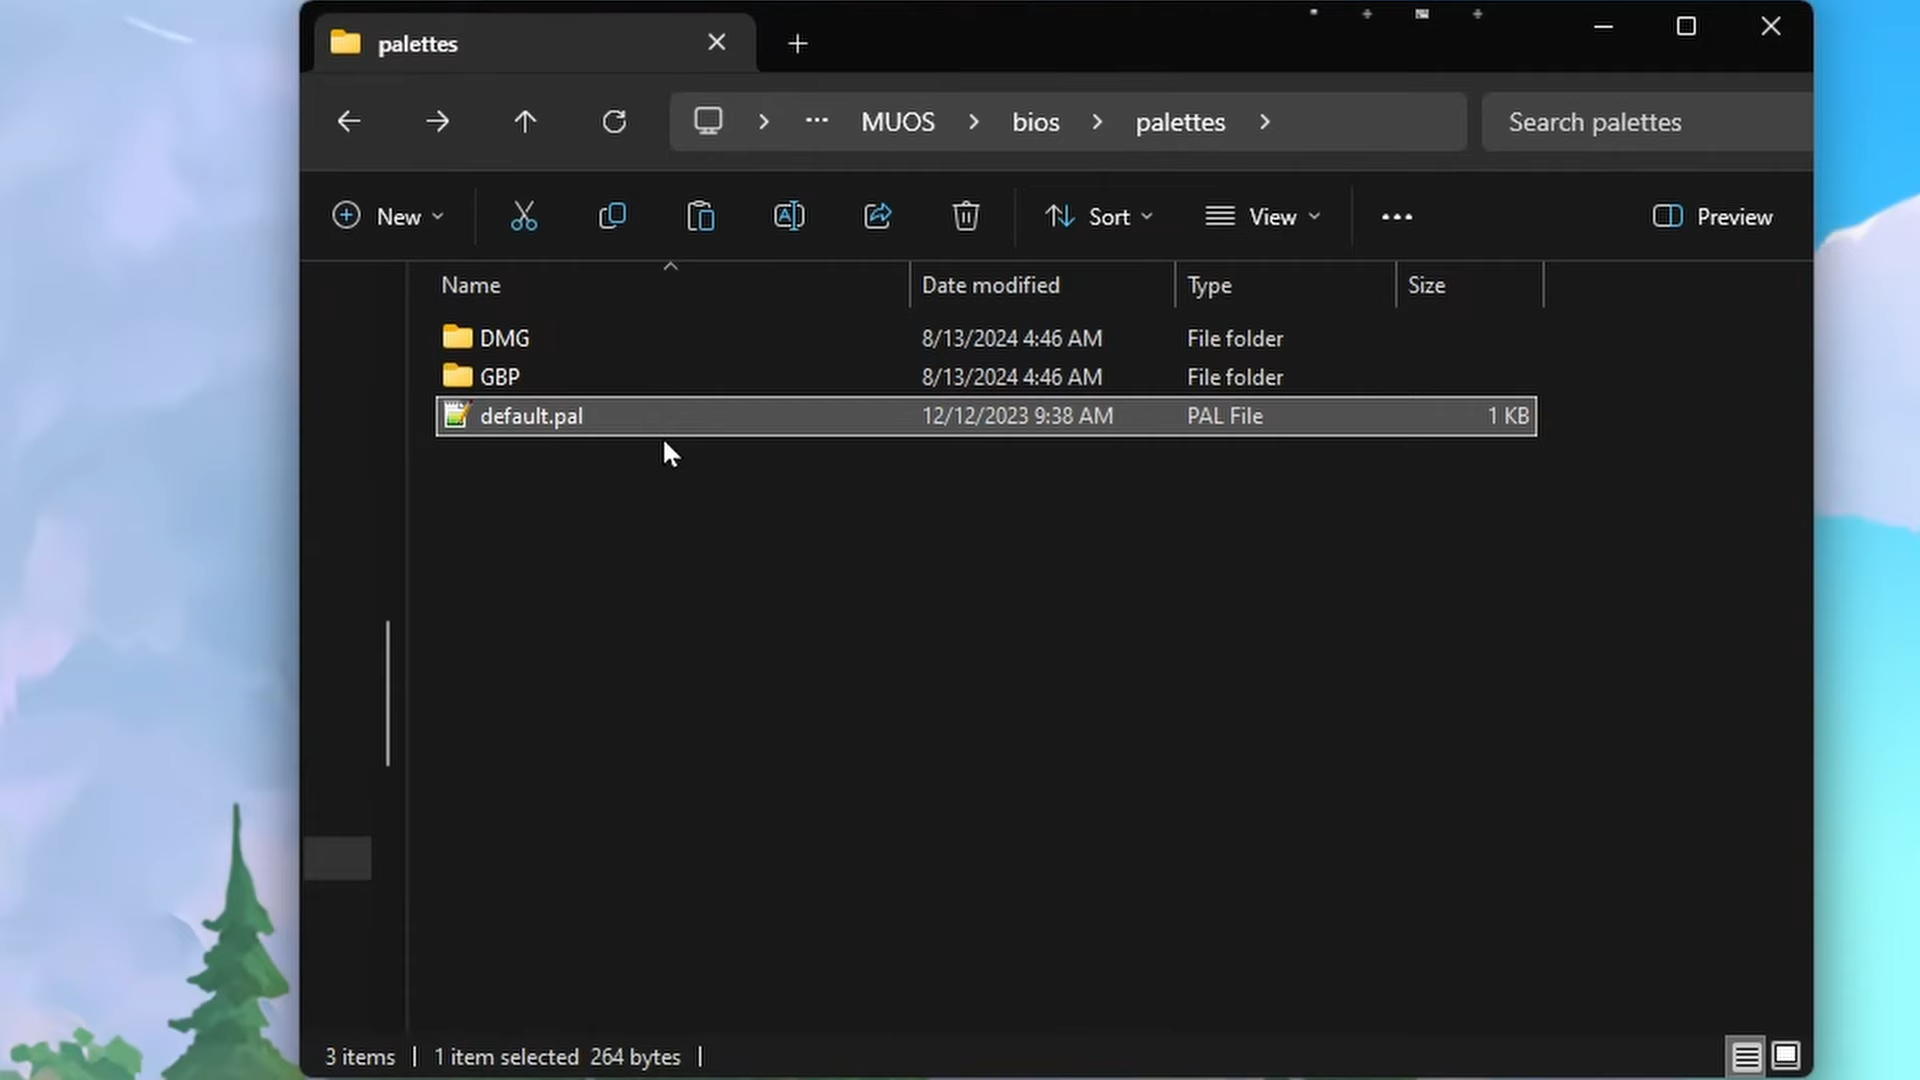 palettes
MUOS bios palettes Search palettes
New Sort View Preview
Name Date modified Type Size
DMG 8/13/2024 4:46 AM File folder
GBP 8/13/2024 4:46 AM File folder
default.pal 12/12/2023 9:38 AM PAL File 1 KB
3 items | 1 item selected 264 bytes |